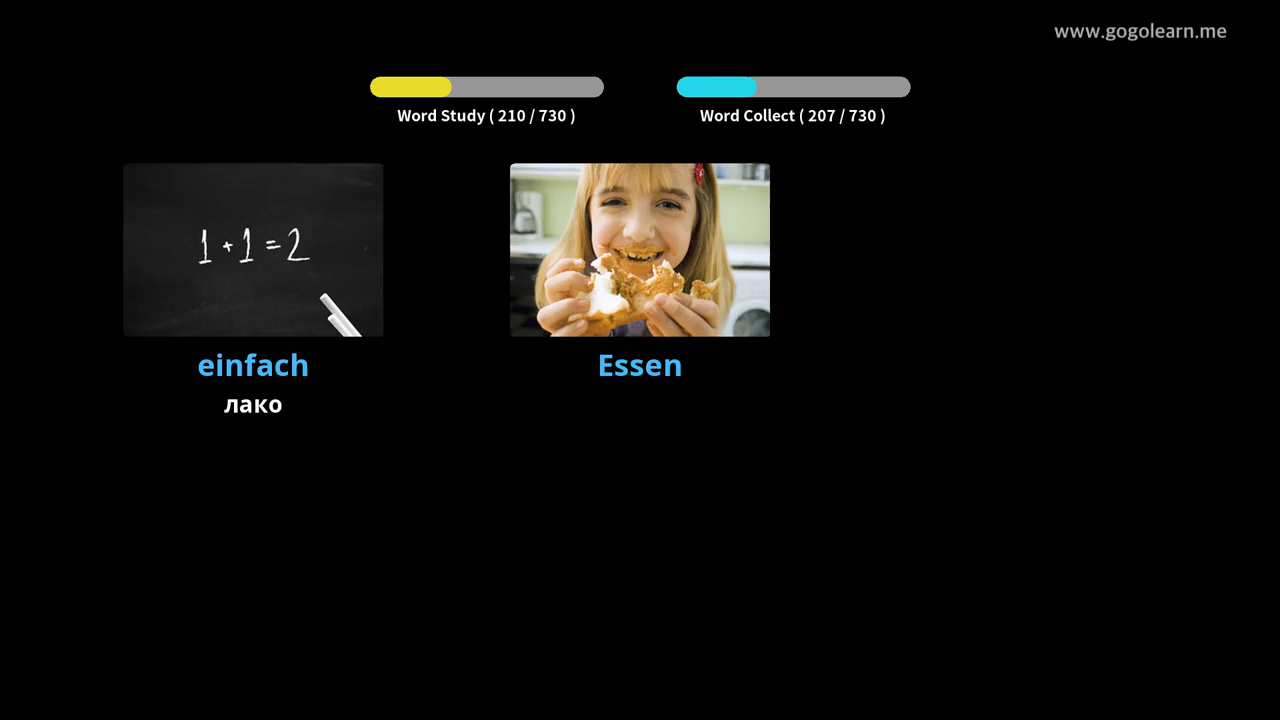 www.gogolearn.me
Word Study ( 210 / 730 )
Word Collect ( 207 / 730 )
1 + 1 = 2
einfach
Essen
лако